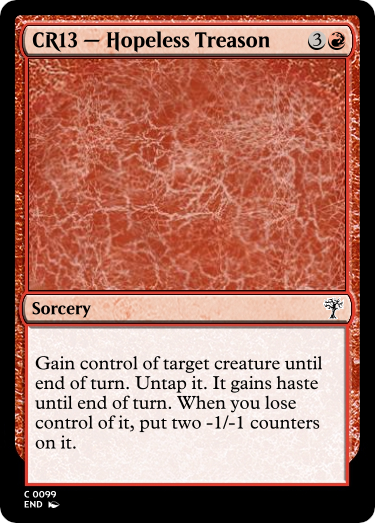 CR13 — Hopeless Treason 3
Sorcery
Gain control of target creature until
end of turn. Untap it. It gains haste
until end of turn. When you lose
control of it, put two -1/-1 counters
on it.
C 0099
END